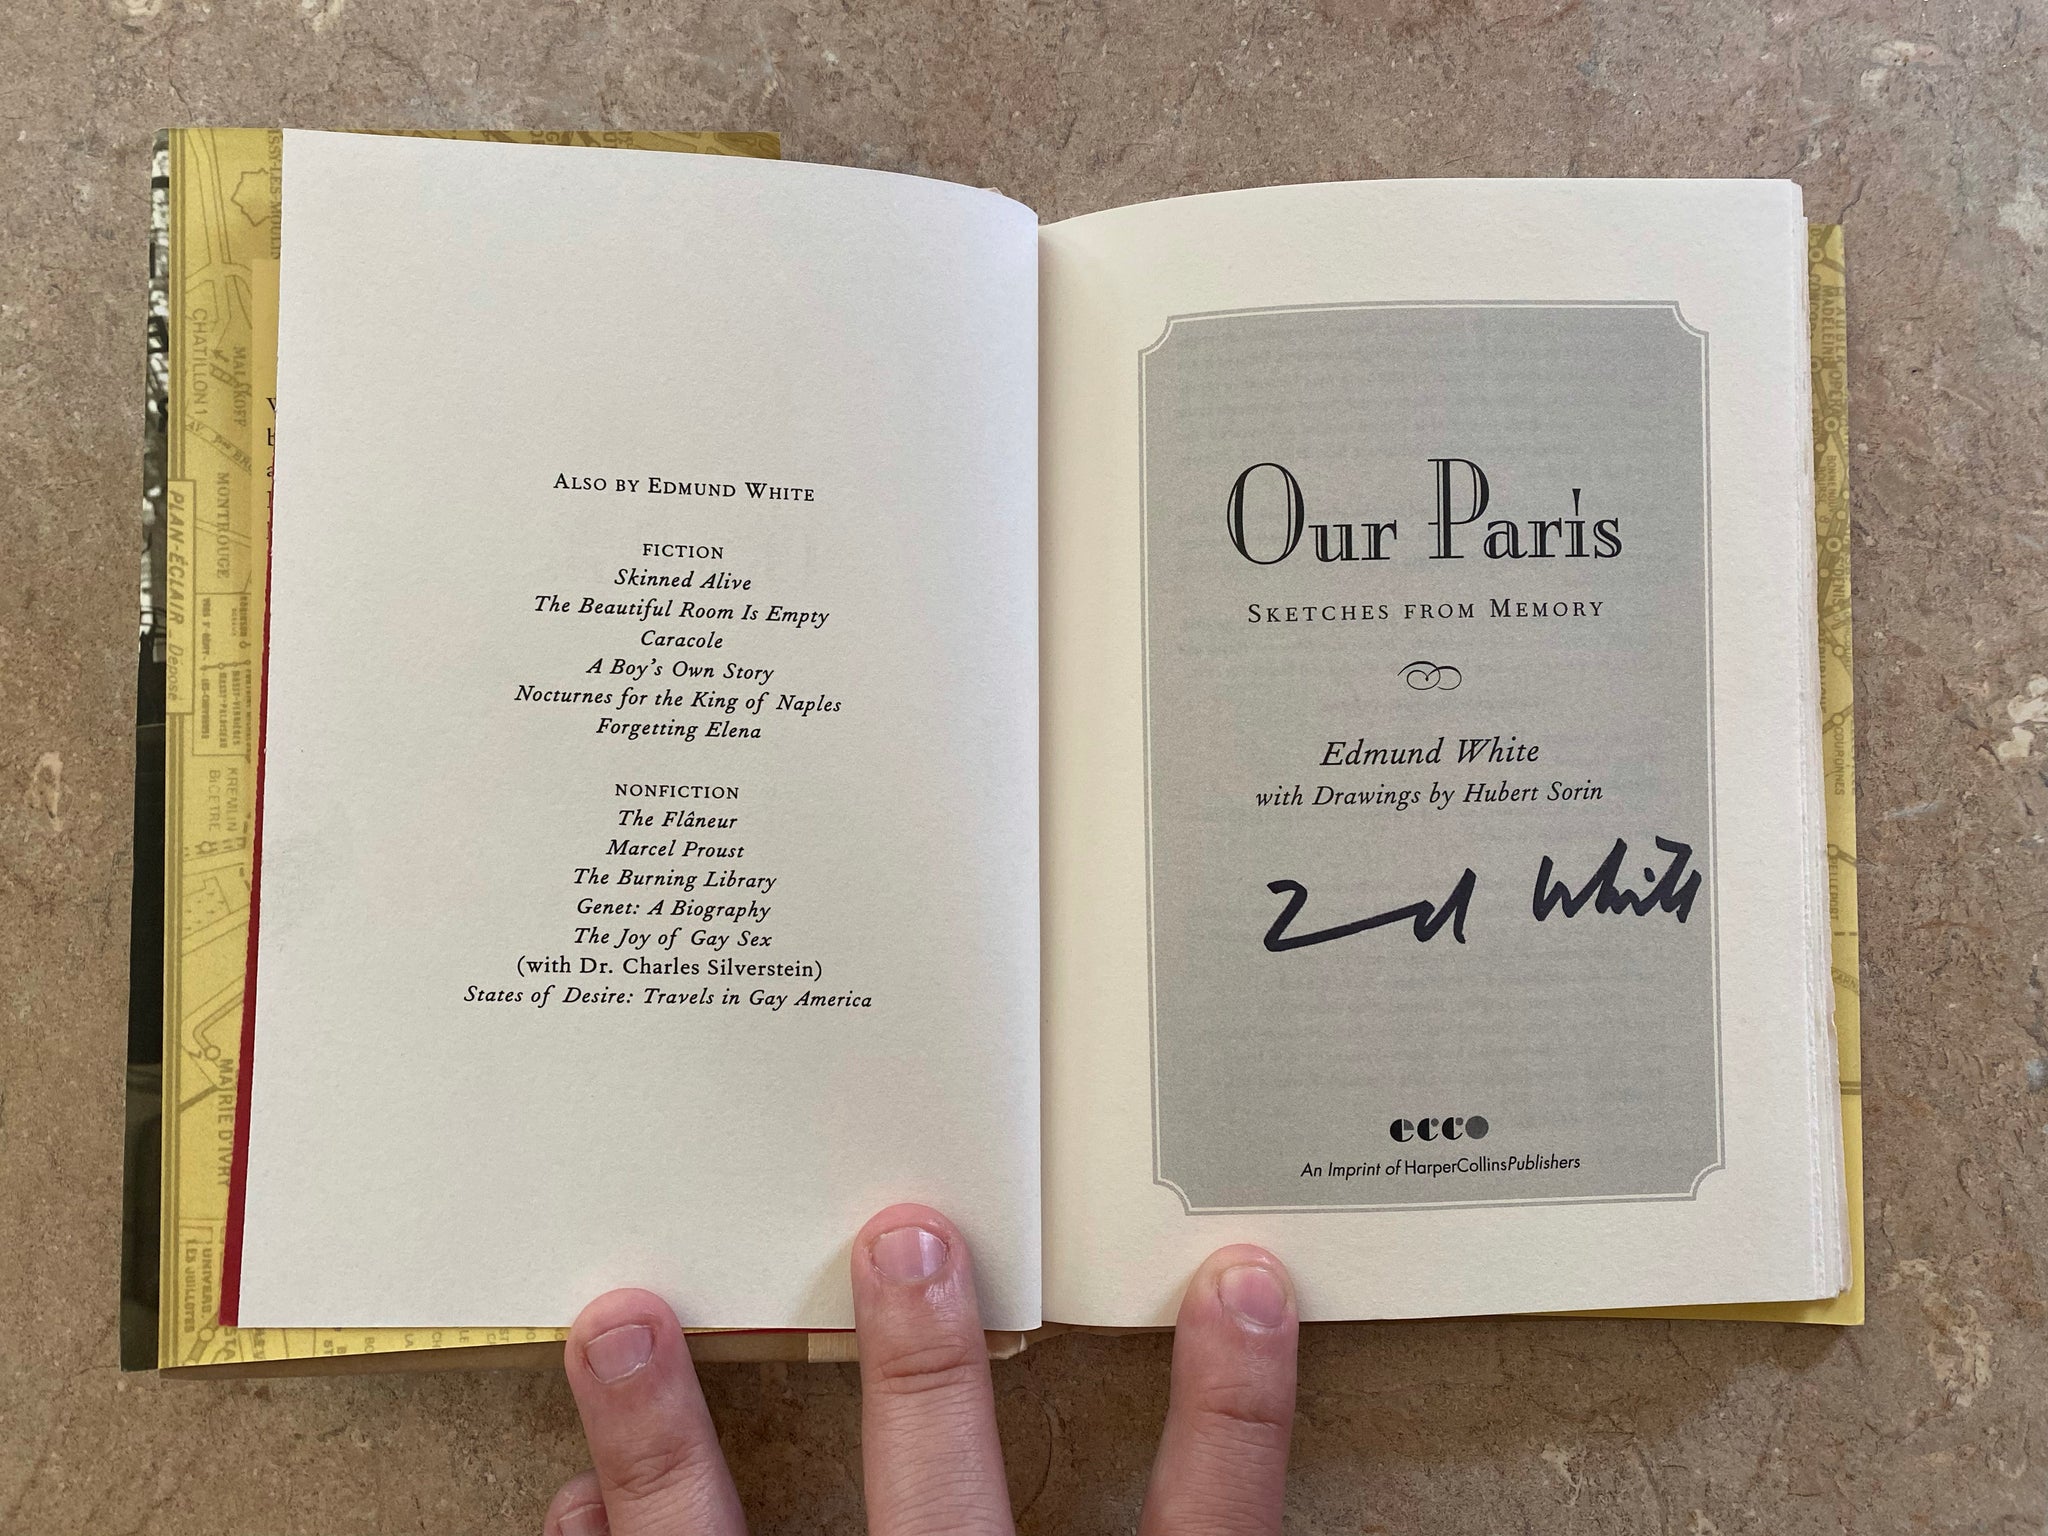 ALSO BY EDMUND WHITE
FICTION
Skinned Alive
The Beautiful Room Is Empty
Caracole
A Boy's Own Story
Nocturnes for the King of Naples
Forgetting Elena
NONFICTION
The Flâneur
Marcel Proust
The Burning Library
Genet: A Biography
The Joy of Gay Sex
(with Dr. Charles Silverstein)
States of Desire: Travels in Gay America
Our Paris
SKETCHES FROM MEMORY
Edmund White
with Drawings by Hubert Sorin
White
ecco
An Imprint of HarperCollinsPublishers
CHATILLON
MALAKOFF
MONTROUGE
PLAN-ÉCLAIR _ Déposé
KREMLIN
BICETRE
MAIRIE D'IVRY
MADELEINE
COURONNES